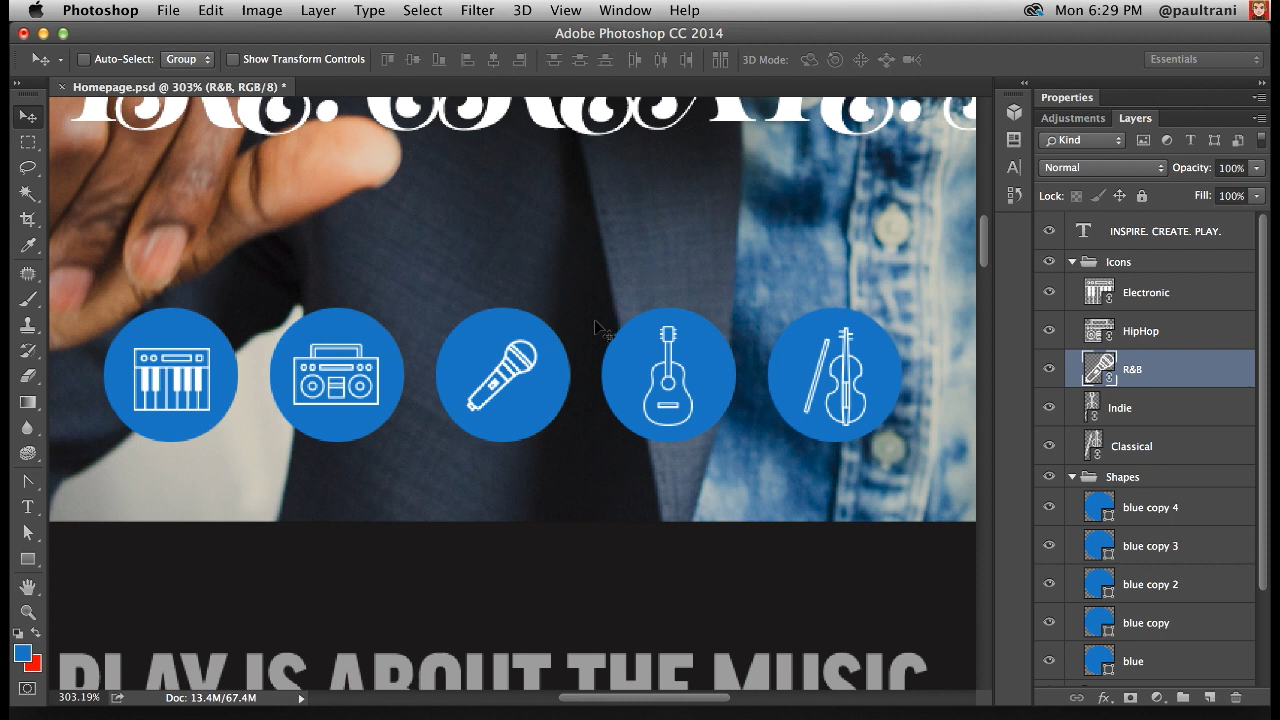 Photoshop File Edit Image Layer Type Select Filter 3D View Window Help Mon 6:29 PM @paultrani
Adobe Photoshop CC 2014
Auto-Select: Group Show Transform Controls 3D Mode: Essentials
× Homepage.psd @ 303% (R&B, RGB/8) *
Properties
Adjustments Layers
Kind
Normal Opacity: 100%
Lock: Fill: 100%
T INSPIRE. CREATE. PLAY.
Icons
Electronic
HipHop
R&B
Indie
Classical
Shapes
blue copy 4
blue copy 3
blue copy 2
blue copy
blue
PLAY IS ABOUT THE MUSIC
303.19% Doc: 13.4M/67.4M